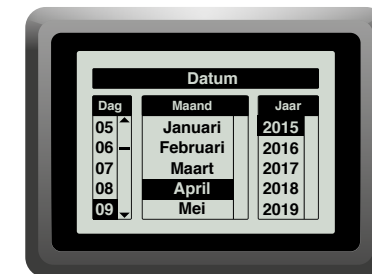 Datum
Dag Maand Jaar
05 Januari 2015
06 Februari 2016
07 Maart 2017
08 April 2018
09 Mei 2019